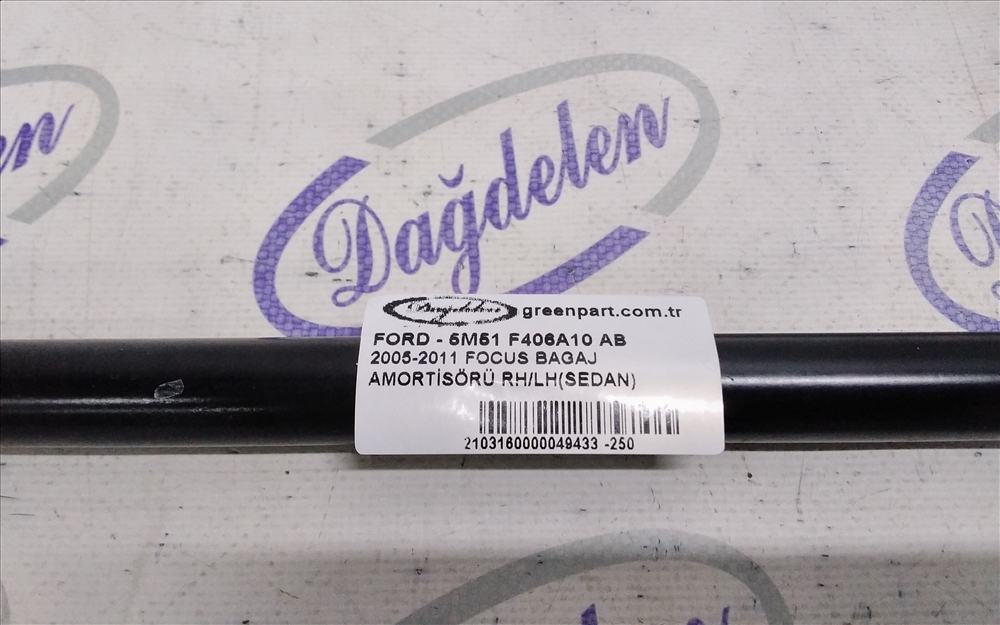 Dağdelen
greenpart.com.tr
FORD - 5M51 F406A10 AB
2005-2011 FOCUS BAGAJ
AMORTİSÖRÜ RH/LH(SEDAN)
2103160000049433 -250
Dağdelen